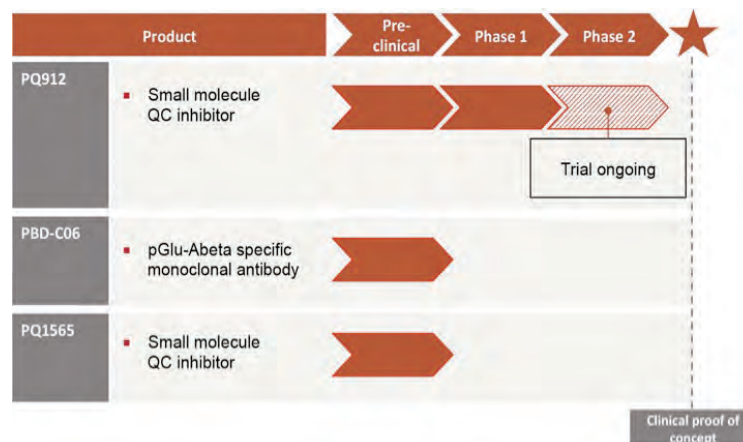 Product
Pre-
clinical
Phase 1
Phase 2
PQ912
Small molecule
QC inhibitor
Trial ongoing
PBD-C06
pGlu-Abeta specific
monoclonal antibody
PQ1565
Small molecule
QC inhibitor
Clinical proof of
concept